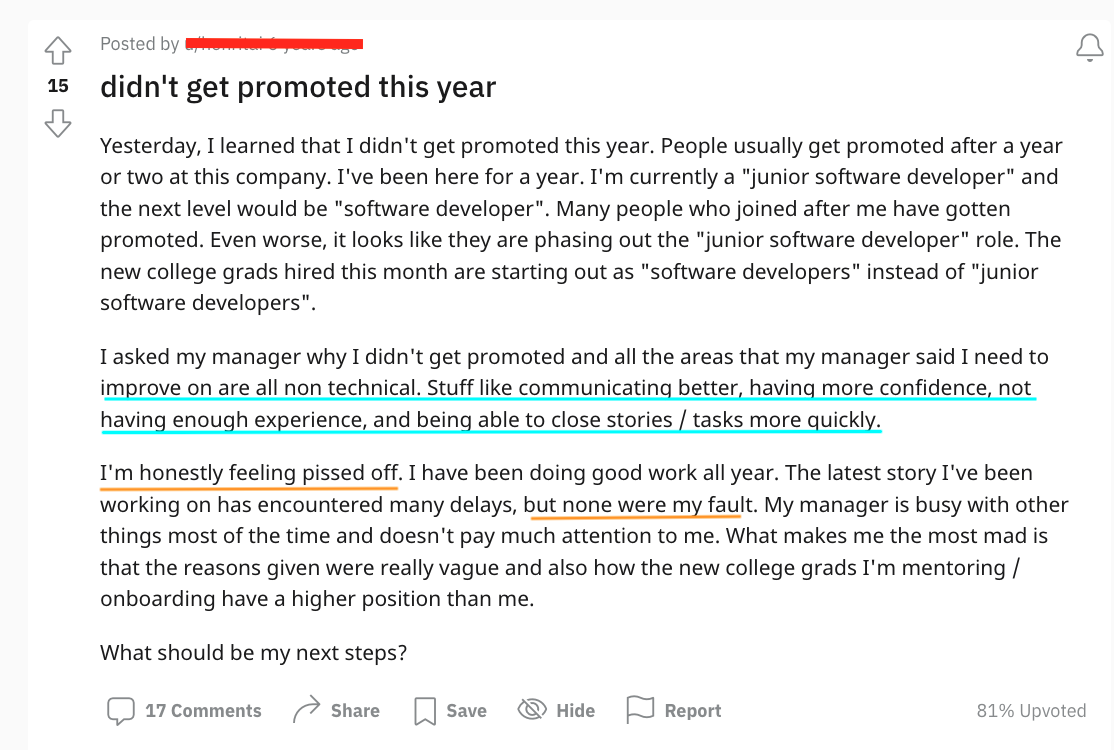 Posted by
15
didn't get promoted this year
Yesterday, I learned that I didn't get promoted this year. People usually get promoted after a year
or two at this company. I've been here for a year. I'm currently a "junior software developer" and
the next level would be "software developer". Many people who joined after me have gotten
promoted. Even worse, it looks like they are phasing out the "junior software developer" role. The
new college grads hired this month are starting out as "software developers" instead of "junior
software developers".
I asked my manager why I didn't get promoted and all the areas that my manager said I need to
improve on are all non technical. Stuff like communicating better, having more confidence, not
having enough experience, and being able to close stories / tasks more quickly.
I'm honestly feeling pissed off. I have been doing good work all year. The latest story I've been
working on has encountered many delays, but none were my fault. My manager is busy with other
things most of the time and doesn't pay much attention to me. What makes me the most mad is
that the reasons given were really vague and also how the new college grads I'm mentoring /
onboarding have a higher position than me.
What should be my next steps?
17 Comments Share Save Hide Report 81% Upvoted